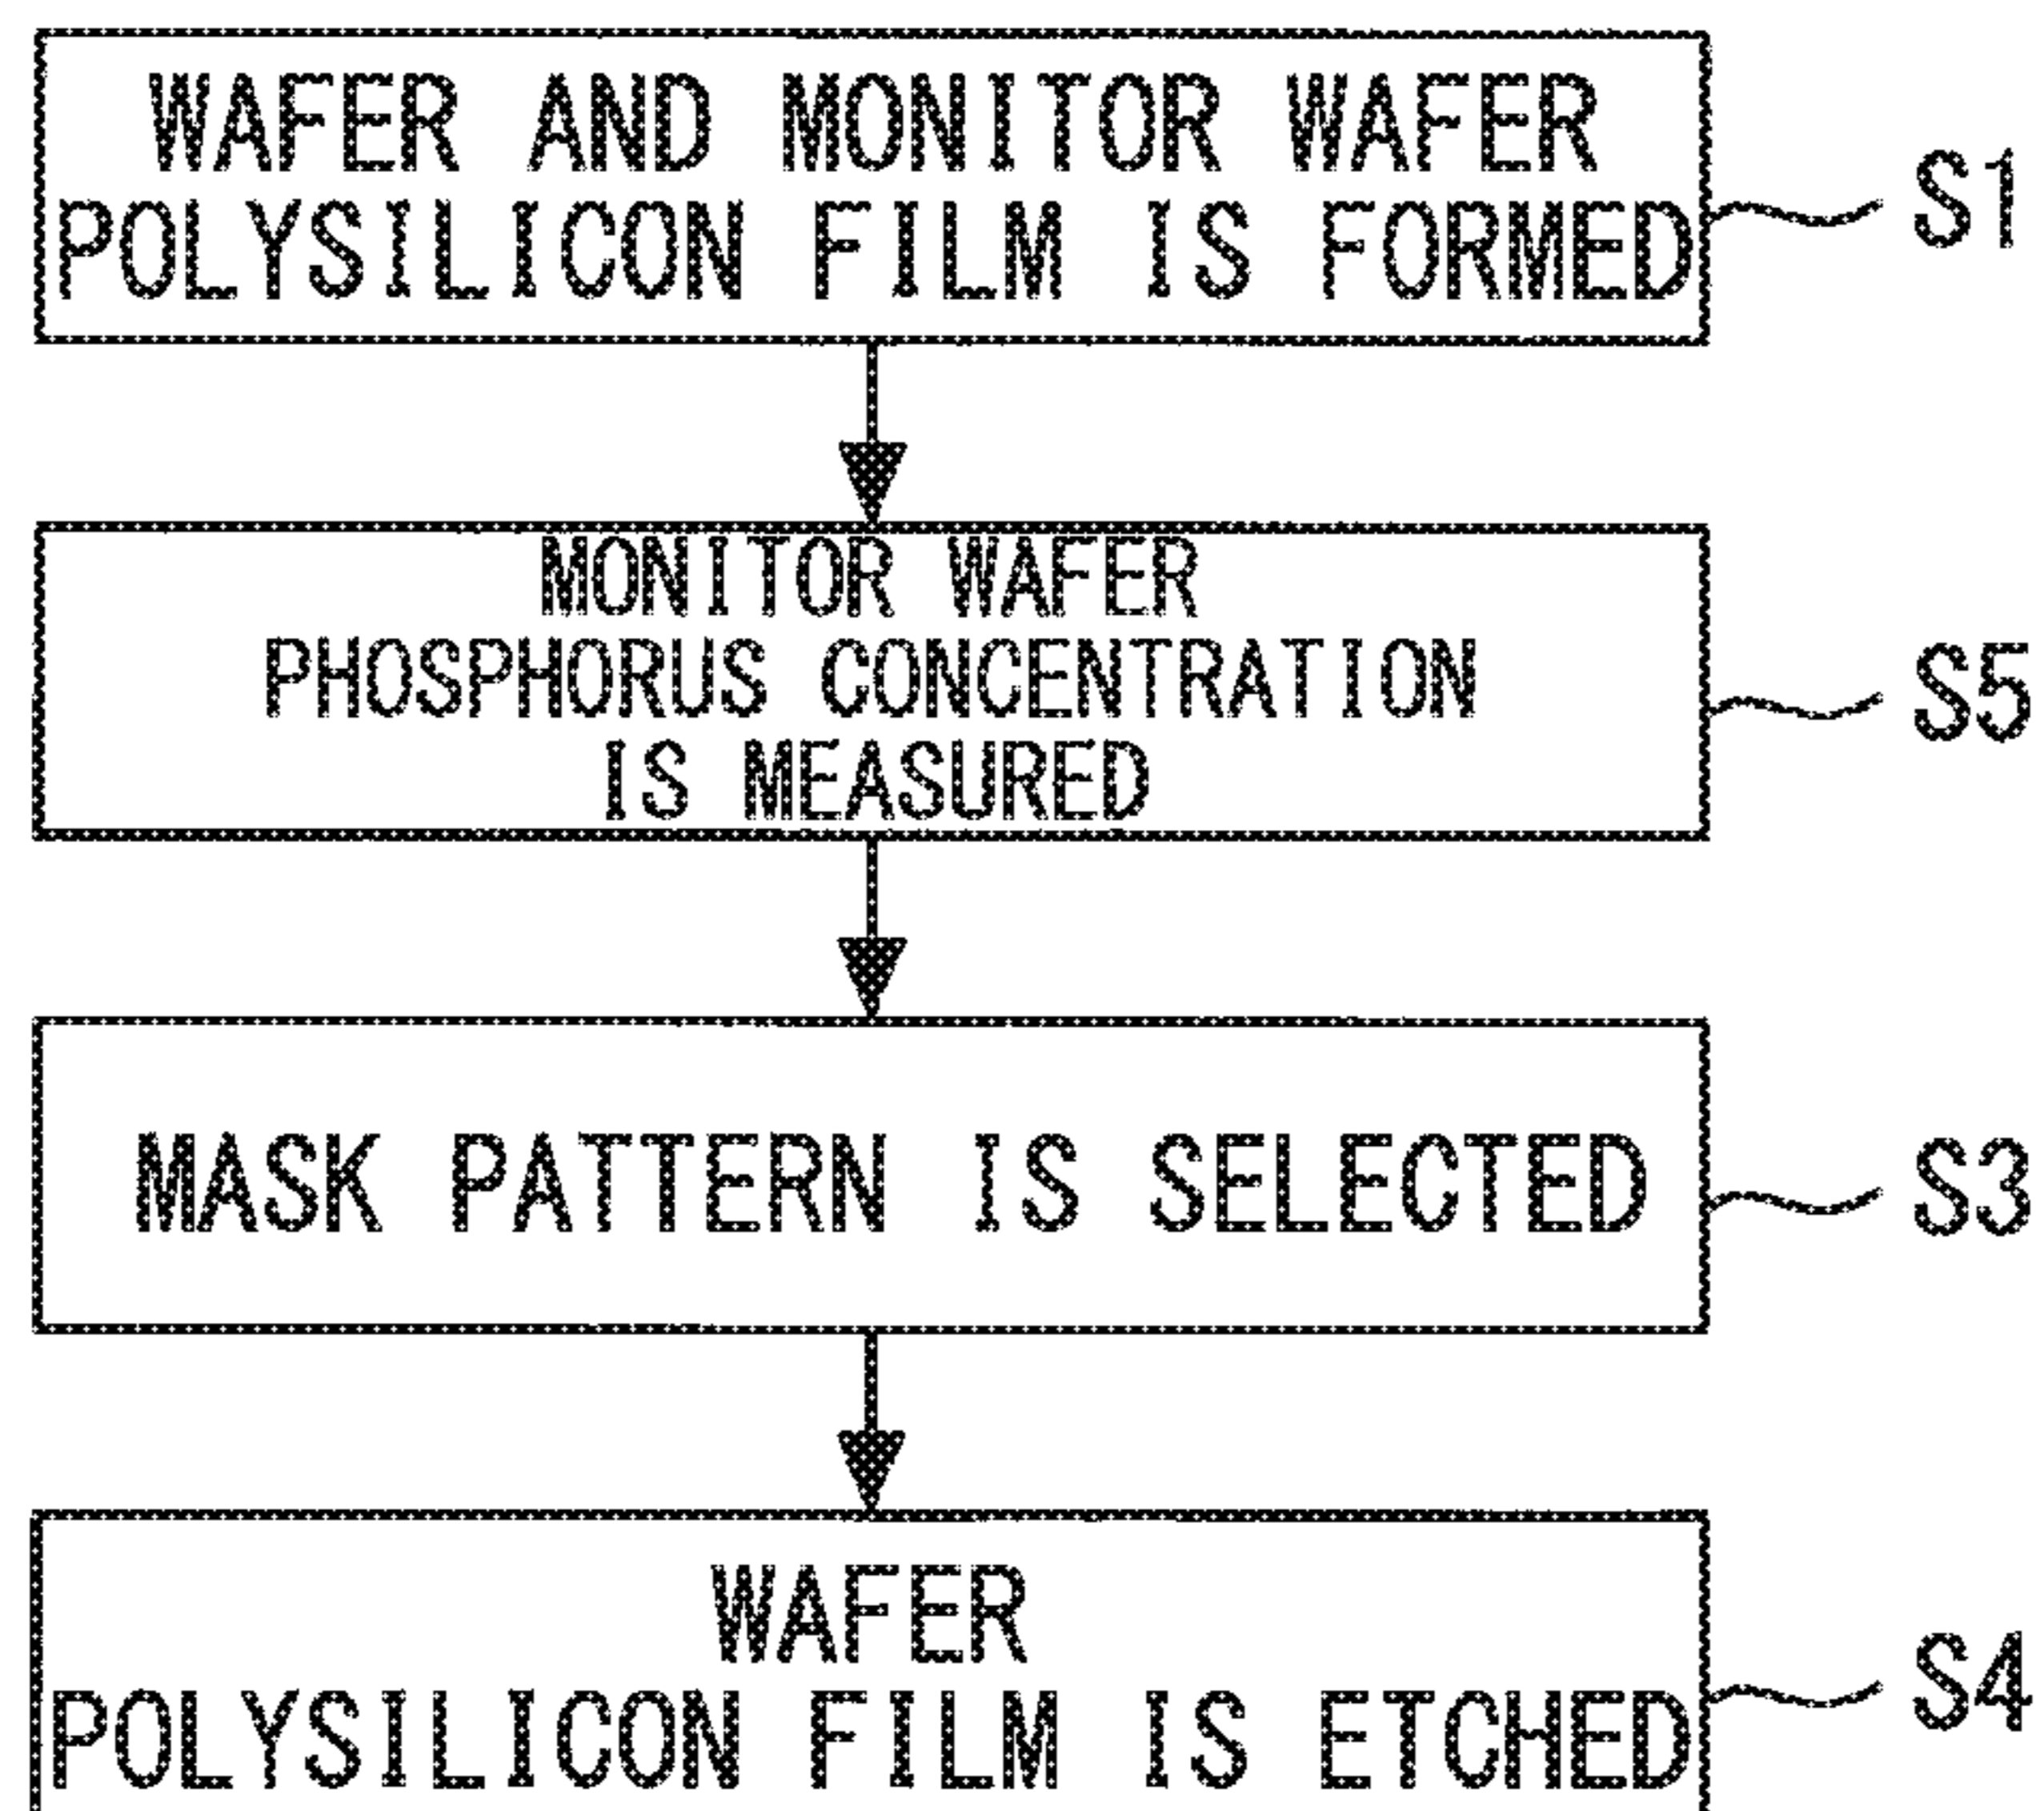 WAFER AND MONITOR WAFER
POLYSILICON FILM IS FORMED
S1
MONITOR WAFER
PHOSPHORUS CONCENTRATION
IS MEASURED
S5
MASK PATTERN IS SELECTED
S3
WAFER
POLYSILICON FILM IS ETCHED
S4